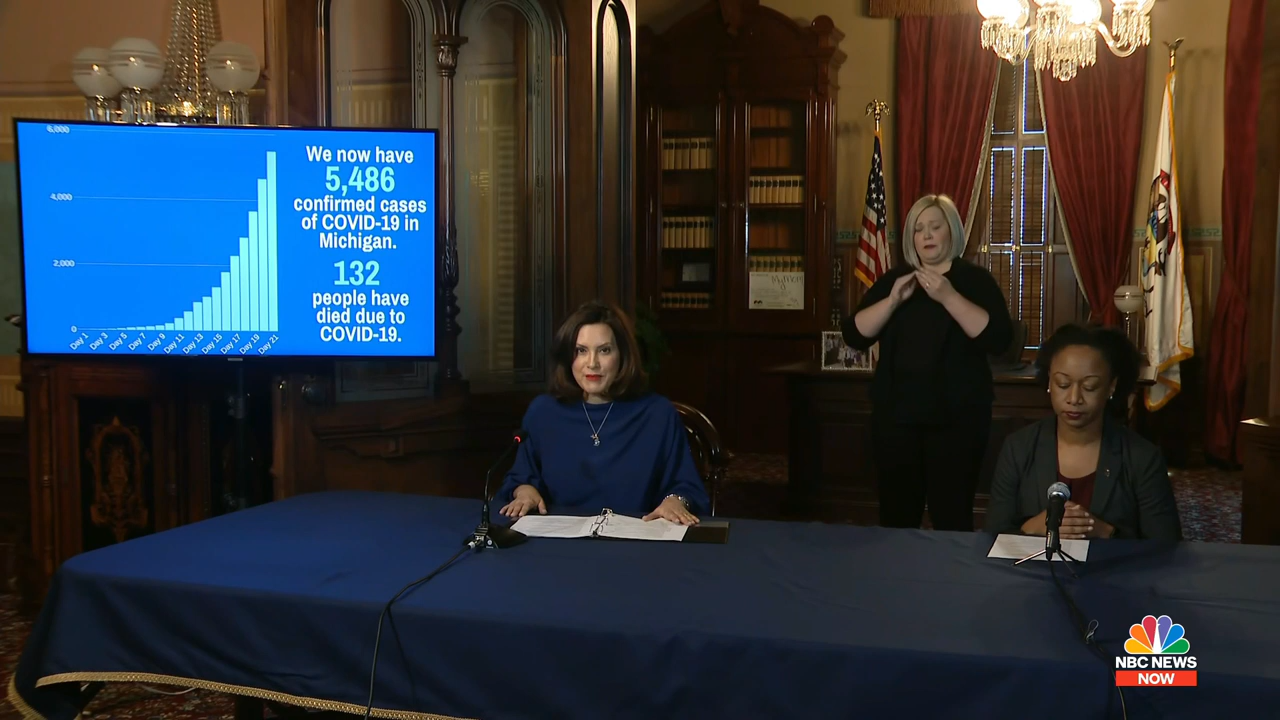 6,000
4,000
2,000
0
Day 1 Day 3 Day 5 Day 7 Day 9 Day 11 Day 13 Day 15 Day 17 Day 19 Day 21
We now have
5,486
confirmed cases
of COVID-19 in
Michigan.
132
people have
died due to
COVID-19.
NBC NEWS
NOW